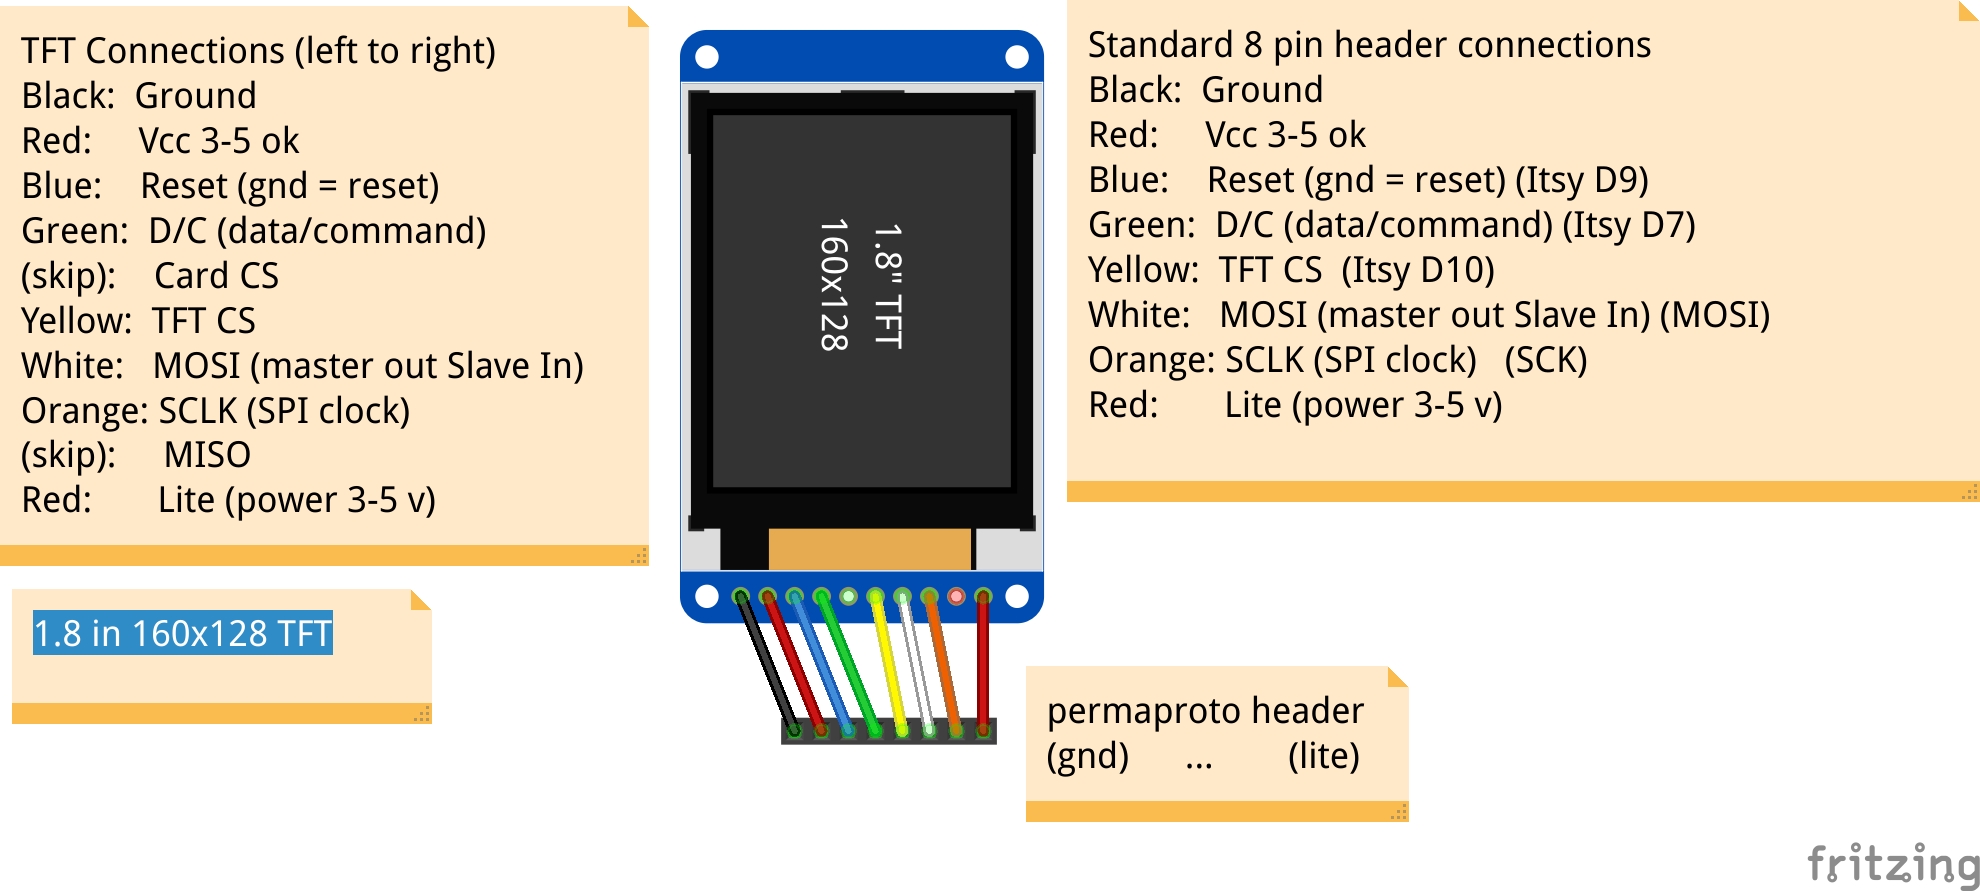 TFT Connections (left to right)
Black: Ground
Red: Vcc 3-5 ok
Blue: Reset (gnd = reset)
Green: D/C (data/command)
(skip): Card CS
Yellow: TFT CS
White: MOSI (master out Slave In)
Orange: SCLK (SPI clock)
(skip): MISO
Red: Lite (power 3-5 v)
1.8 in 160x128 TFT
1.8" TFT
160x128
Standard 8 pin header connections
Black: Ground
Red: Vcc 3-5 ok
Blue: Reset (gnd = reset) (Itsy D9)
Green: D/C (data/command) (Itsy D7)
Yellow: TFT CS (Itsy D10)
White: MOSI (master out Slave In) (MOSI)
Orange: SCLK (SPI clock) (SCK)
Red: Lite (power 3-5 v)
permaproto header
(gnd) ... (lite)
fritzing